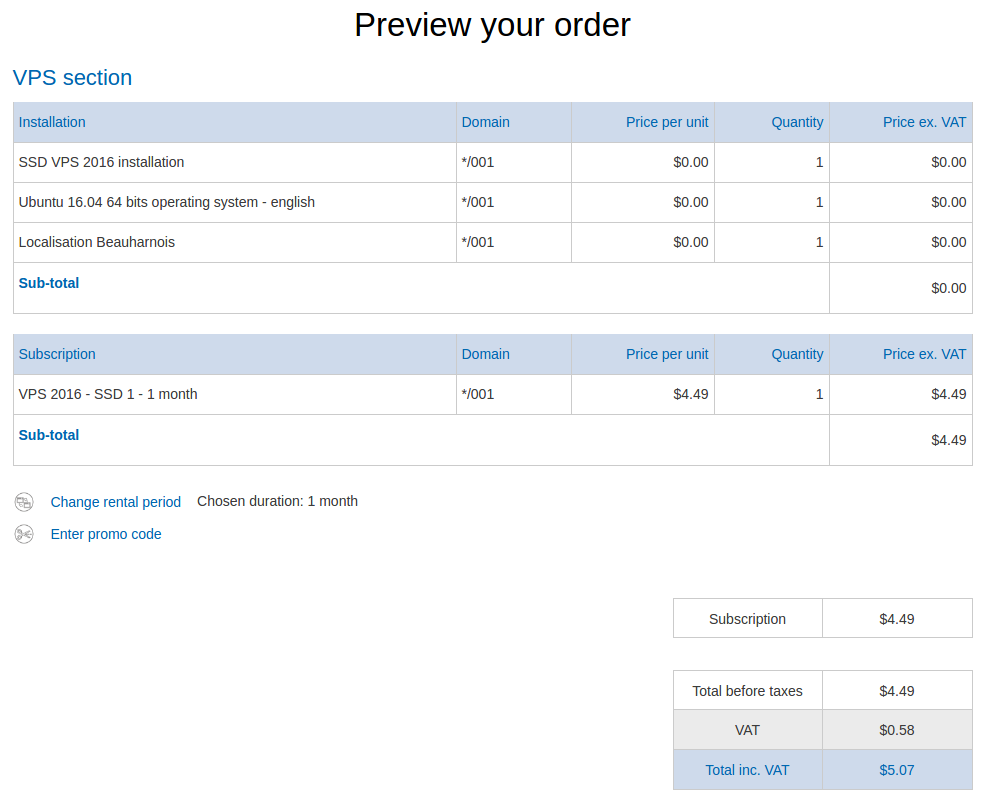 Preview your order
VPS section
Installation Domain Price per unit Quantity Price ex. VAT
SSD VPS 2016 installation */001 $0.00 1 $0.00
Ubuntu 16.04 64 bits operating system - english */001 $0.00 1 $0.00
Localisation Beauharnois */001 $0.00 1 $0.00
Sub-total $0.00
Subscription Domain Price per unit Quantity Price ex. VAT
VPS 2016 - SSD 1 - 1 month */001 $4.49 1 $4.49
Sub-total $4.49
Change rental period Chosen duration: 1 month
Enter promo code
Subscription $4.49
Total before taxes $4.49
VAT $0.58
Total inc. VAT $5.07